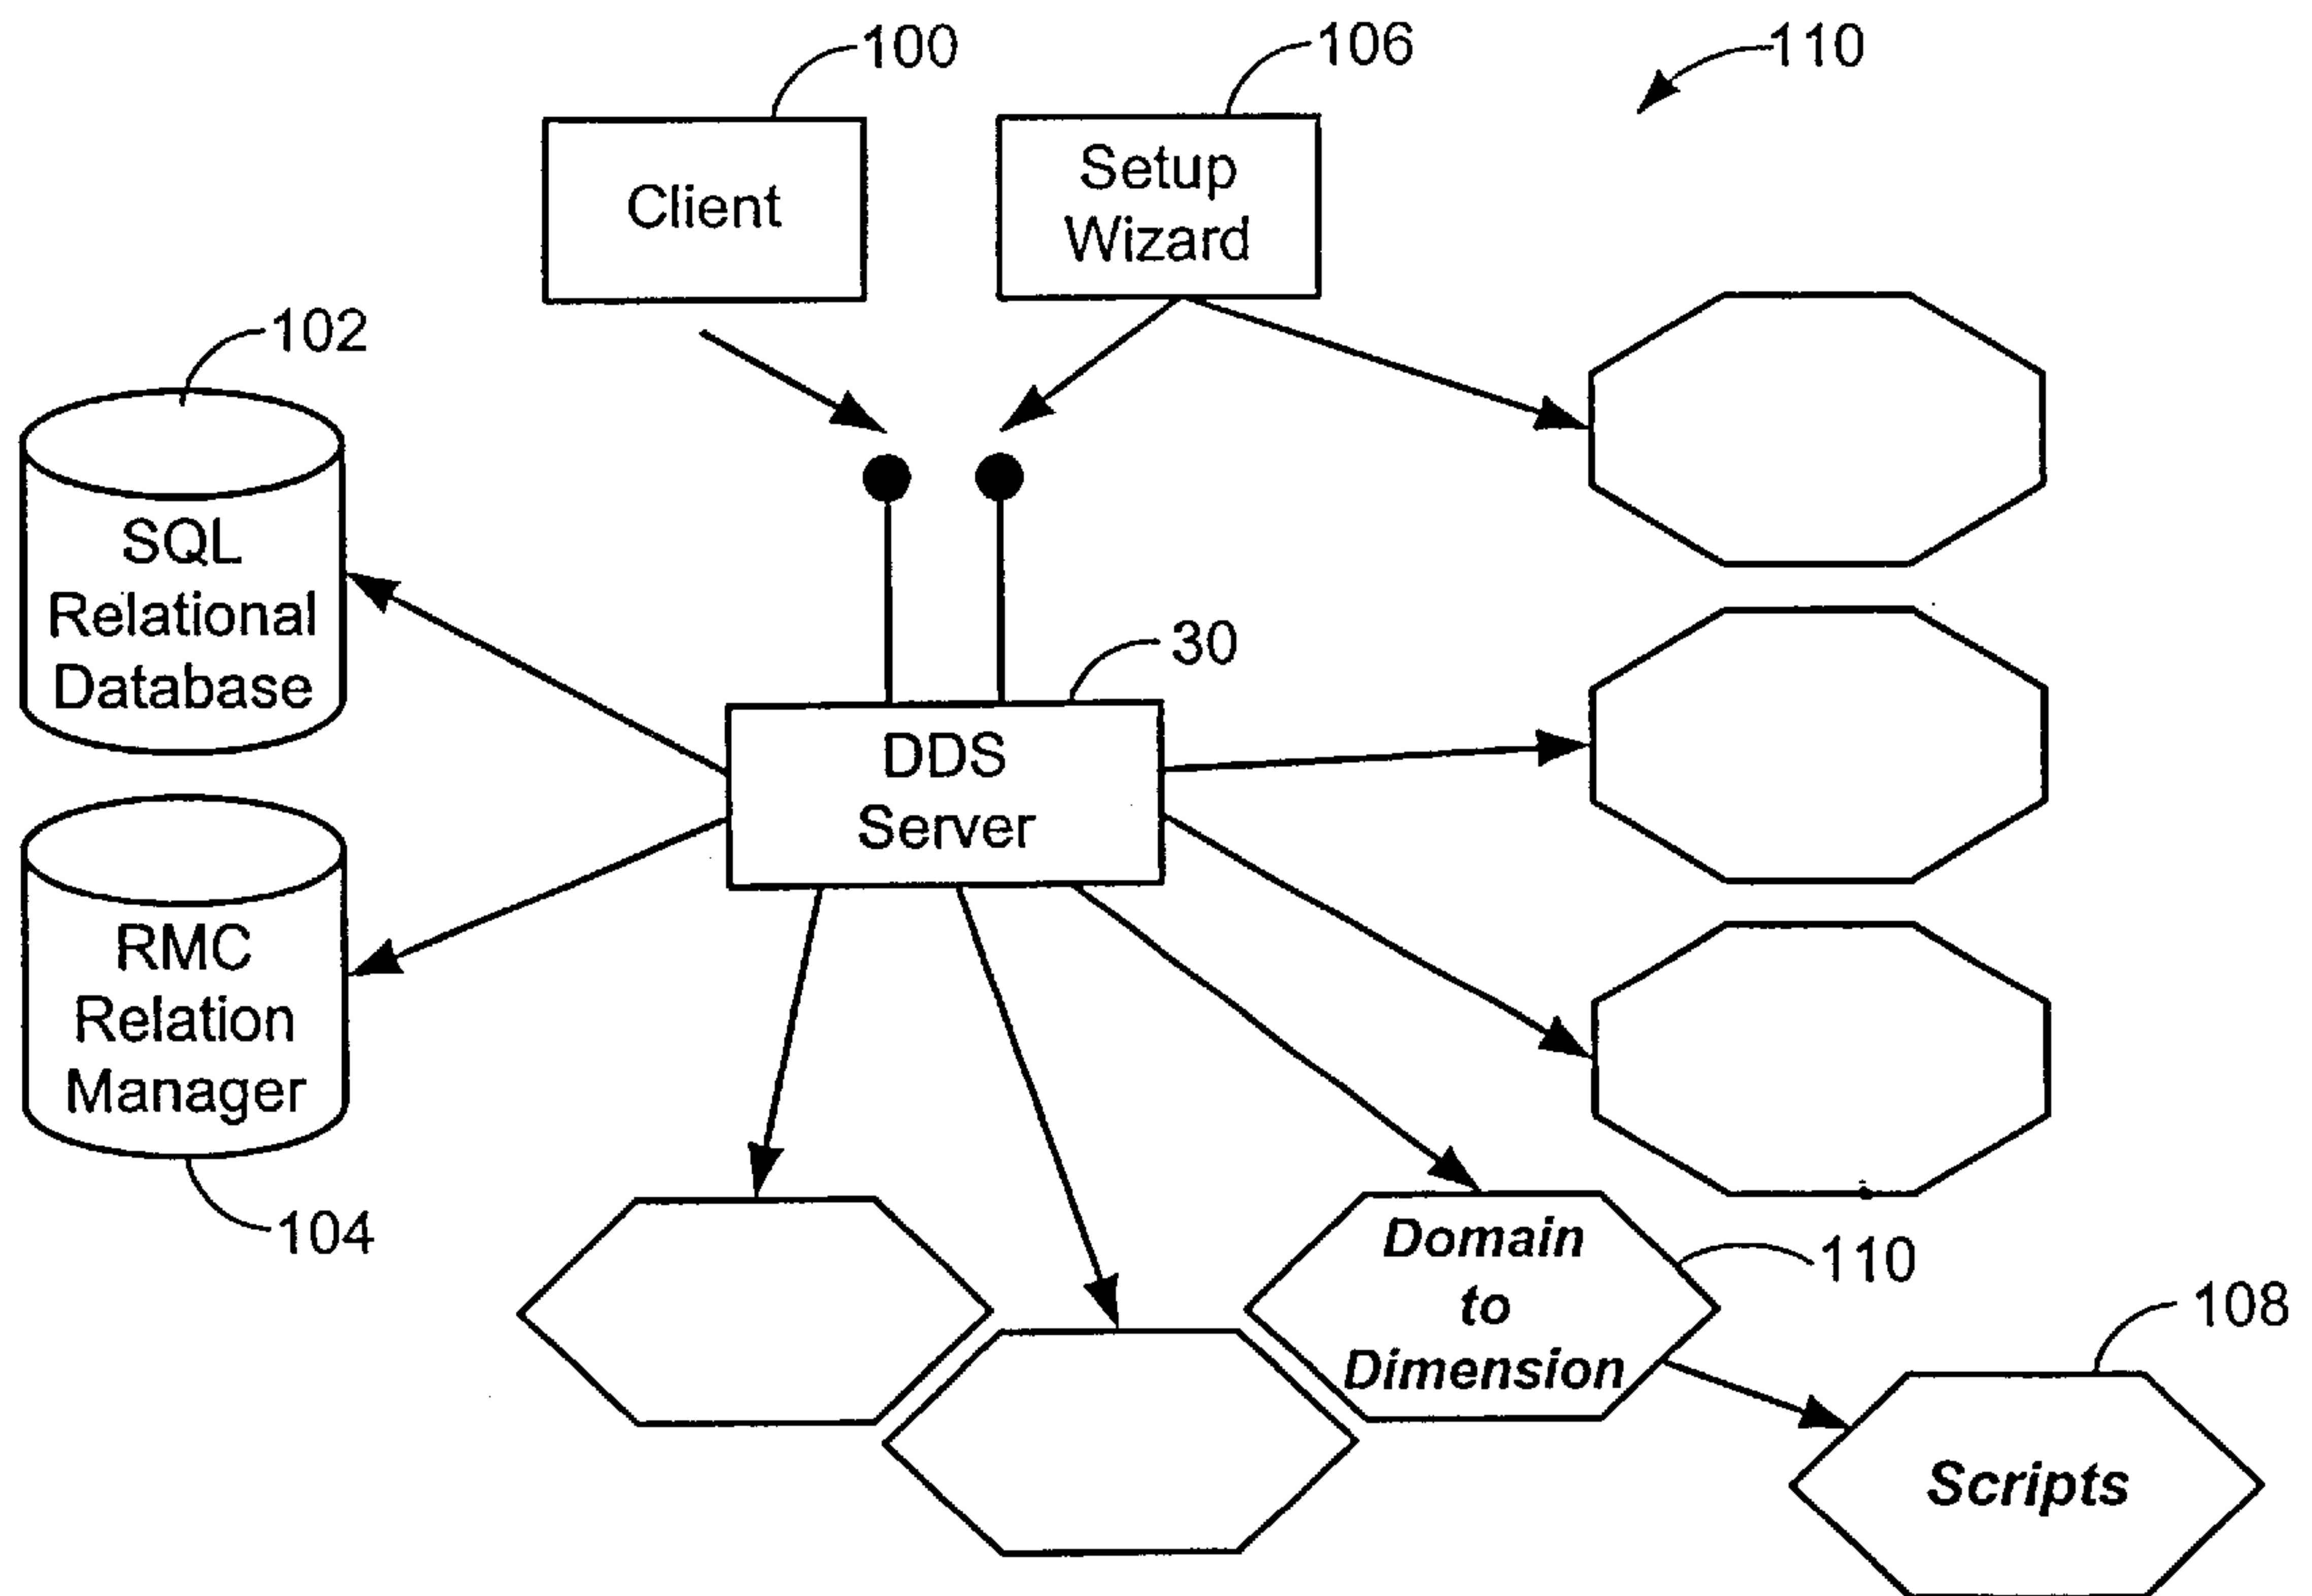 100
106
110
Client
Setup
Wizard
102
SQL
Relational
Database
30
DDS
Server
RMC
Relation
Manager
104
Domain
to
Dimension
110
108
Scripts